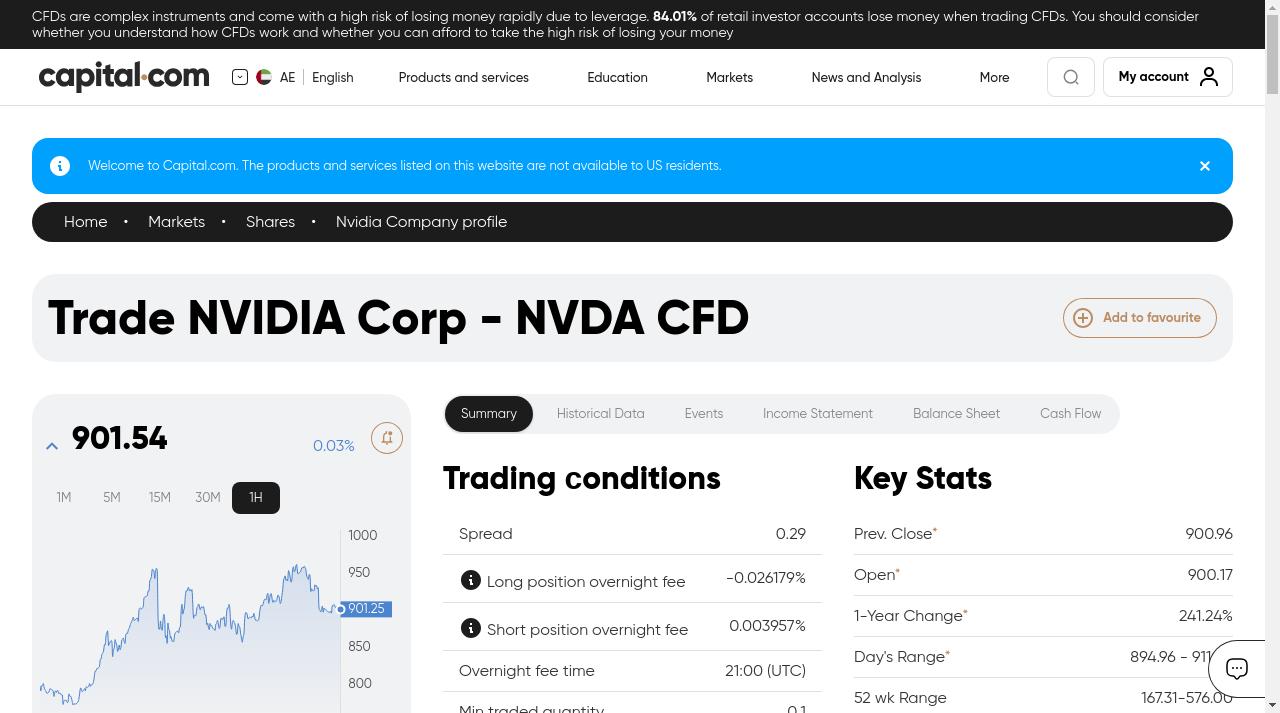 CFDs are complex instruments and come with a high risk of losing money rapidly due to leverage. 84.01% of retail investor accounts lose money when trading CFDs. You should consider
whether you understand how CFDs work and whether you can afford to take the high risk of losing your money
capital.com
AE
English
Products and services
Education
Markets
News and Analysis
More
My account
Welcome to Capital.com. The products and services listed on this website are not available to US residents.
Home • Markets • Shares • Nvidia Company profile
Trade NVIDIA Corp - NVDA CFD
Add to favourite
901.54
0.03%
1M 5M 15M 30M 1H
1000
950
901.25
850
800
Summary
Historical Data
Events
Income Statement
Balance Sheet
Cash Flow
Trading conditions
Spread 0.29
Long position overnight fee -0.026179%
Short position overnight fee 0.003957%
Overnight fee time 21:00 (UTC)
Min traded quantity 0.1
Key Stats
Prev. Close* 900.96
Open* 900.17
1-Year Change* 241.24%
Day's Range* 894.96 - 911
52 wk Range 167.31-576.00